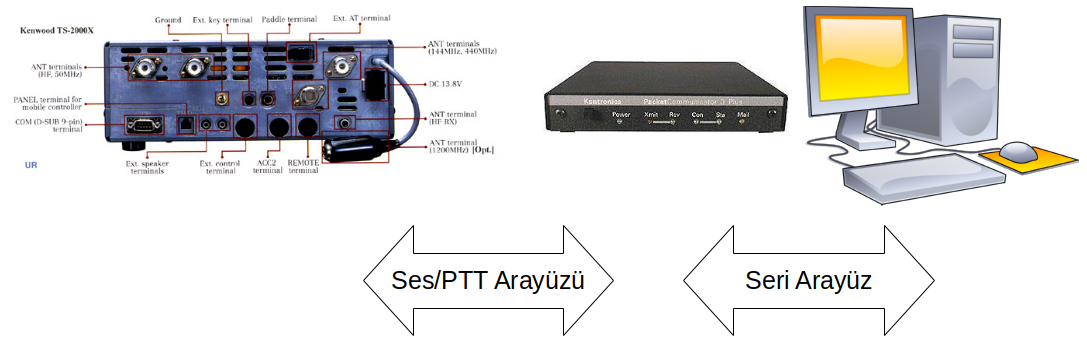 Kenwood TS-2000X
Ground
Ext. key terminal
Paddle terminal
Ext. AT terminal
ANT terminals
(HF, 50MHz)
PANEL terminal for
mobile controller
COM (D-SUB 9-pin)
terminal
ANT terminals
(144MHz, 440MHz)
DC 13.8V
ANT terminal
(HF RX)
ANT terminal
(1200MHz) [Opt.]
Ext. speaker
terminals
Ext. control
terminal
ACC2
terminal
REMOTE
terminal
UR
Kantronics PacketCommunicator 3 Plus
Power Xmit Rcv Con Sta Mail
Ses/PTT Arayüzü
Seri Arayüz